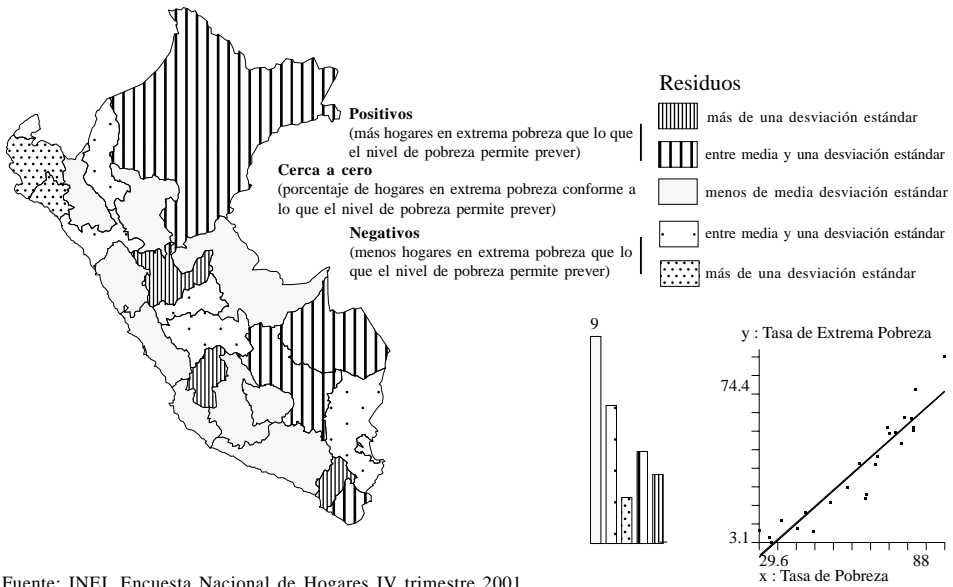 Positivos
(más hogares en extrema pobreza que lo que
el nivel de pobreza permite prever)
Cerca a cero
(porcentaje de hogares en extrema pobreza conforme a
lo que el nivel de pobreza permite prever)
Negativos
(menos hogares en extrema pobreza que lo
que el nivel de pobreza permite prever)
Residuos
más de una desviación estándar
entre media y una desviación estándar
menos de media desviación estándar
entre media y una desviación estándar
más de una desviación estándar
9
y : Tasa de Extrema Pobreza
74.4
3.1
29.6
88
x : Tasa de Pobreza
Fuente: INEI, Encuesta Nacional de Hogares IV trimestre 2001